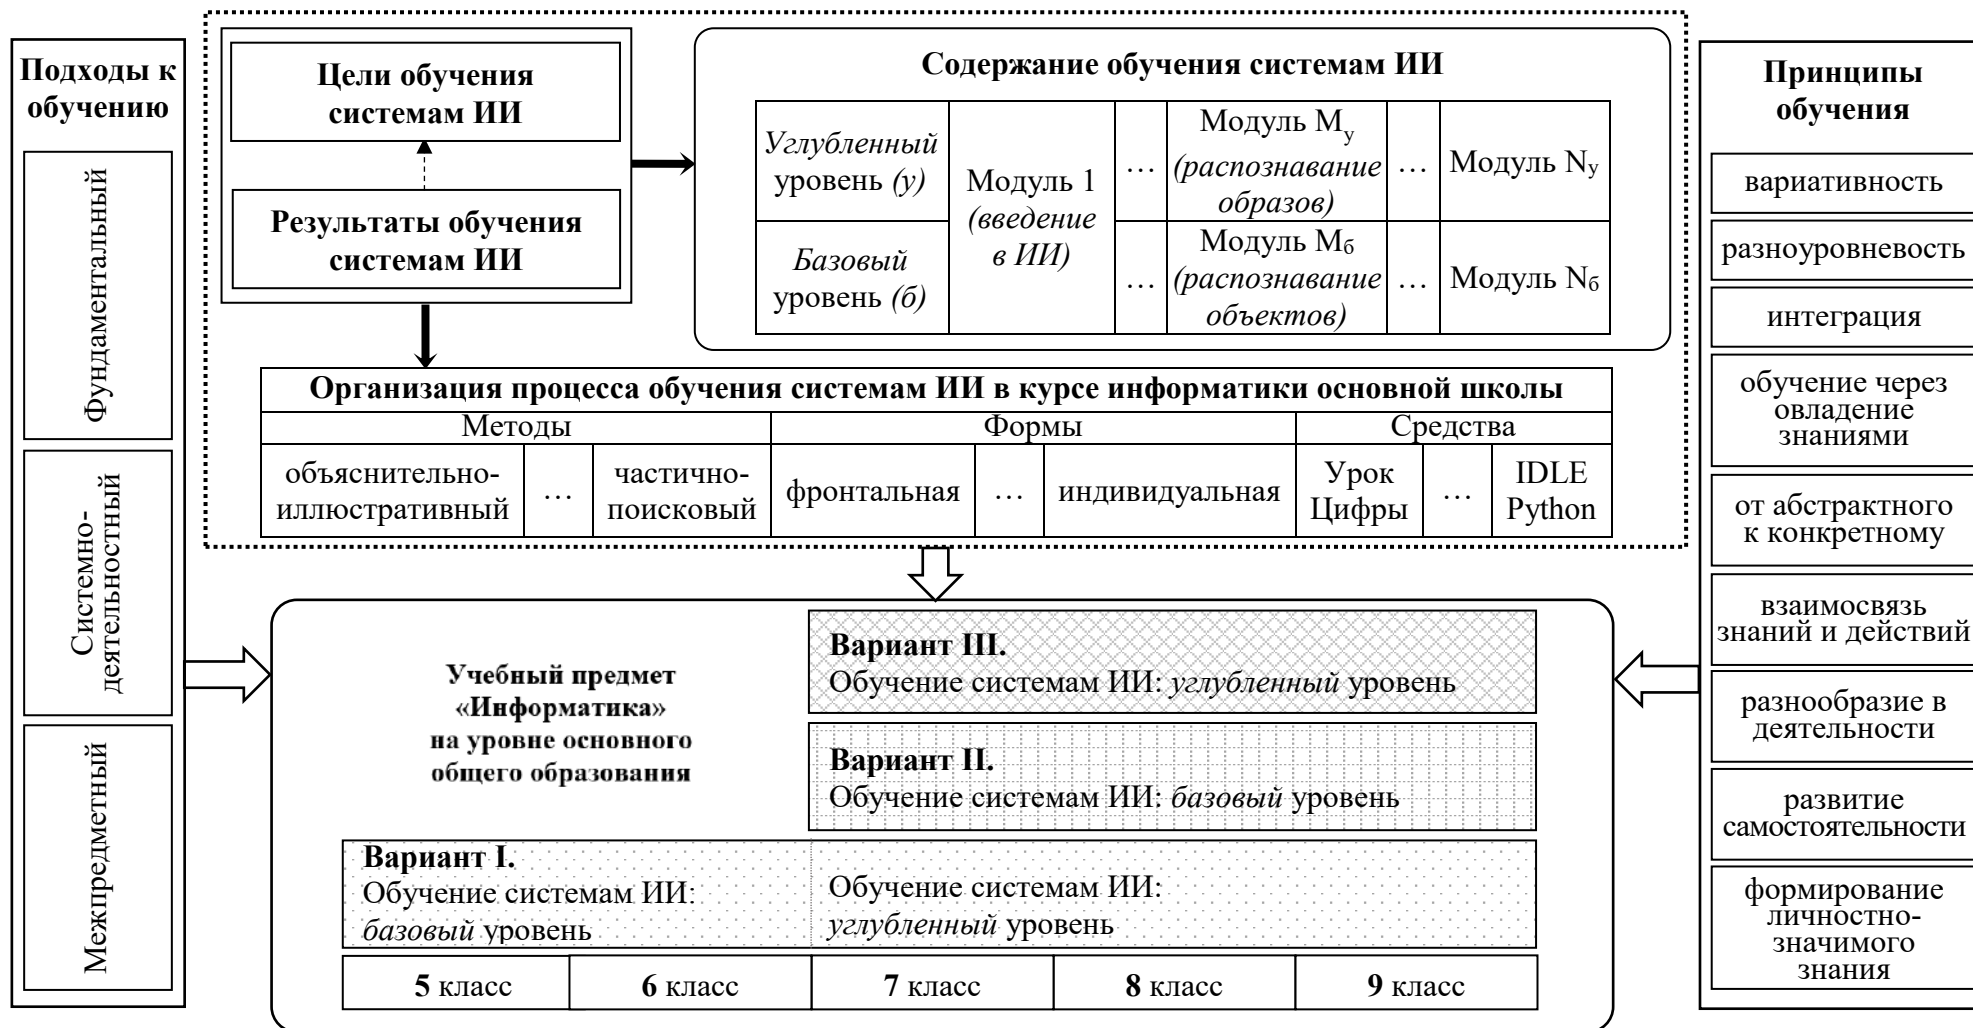 Подходы к
обучению
Фундаментальный
Системно-
деятельностный
Межпредметный
Цели обучения
системам ИИ
Результаты обучения
системам ИИ
Содержание обучения системам ИИ
Углубленный
уровень (у)
Базовый
уровень (б)
Модуль 1
(введение
в ИИ)
…
Модуль Mу
(распознавание
образов)
…
Модуль Nу
…
Модуль Mб
(распознавание
объектов)
…
Модуль Nб
Организация процесса обучения системам ИИ в курсе информатики основной школы
Методы
Формы
Средства
объяснительно-
иллюстративный
…
частично-
поисковый
фронтальная
…
индивидуальная
Урок
Цифры
…
IDLE
Python
Учебный предмет
«Информатика»
на уровне основного
общего образования
Вариант III.
Обучение системам ИИ: углубленный уровень
Вариант II.
Обучение системам ИИ: базовый уровень
Вариант I.
Обучение системам ИИ:
базовый уровень
Обучение системам ИИ:
углубленный уровень
5 класс
6 класс
7 класс
8 класс
9 класс
Принципы
обучения
вариативность
разноуровневость
интеграция
обучение через
овладение
знаниями
от абстрактного
к конкретному
взаимосвязь
знаний и действий
разнообразие в
деятельности
развитие
самостоятельности
формирование
личностно-
значимого
знания